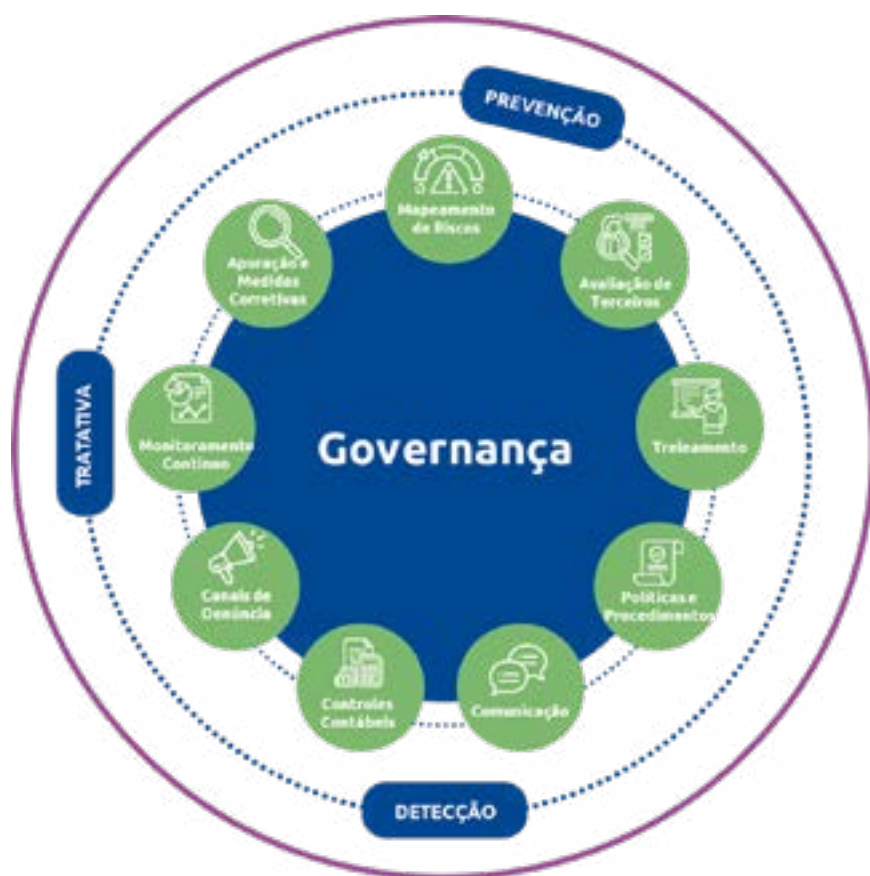 PREVENÇÃO
Mapeamento
de Riscos
Avaliação de
Terceiros
Treinamento
Políticas e
Procedimentos
Comunicação
Controles
Contábeis
Canais de
Denúncia
Monitoramento
Contínuo
Apuração e
Medidas
Corretivas
Governança
TRATATIVA
DETECÇÃO